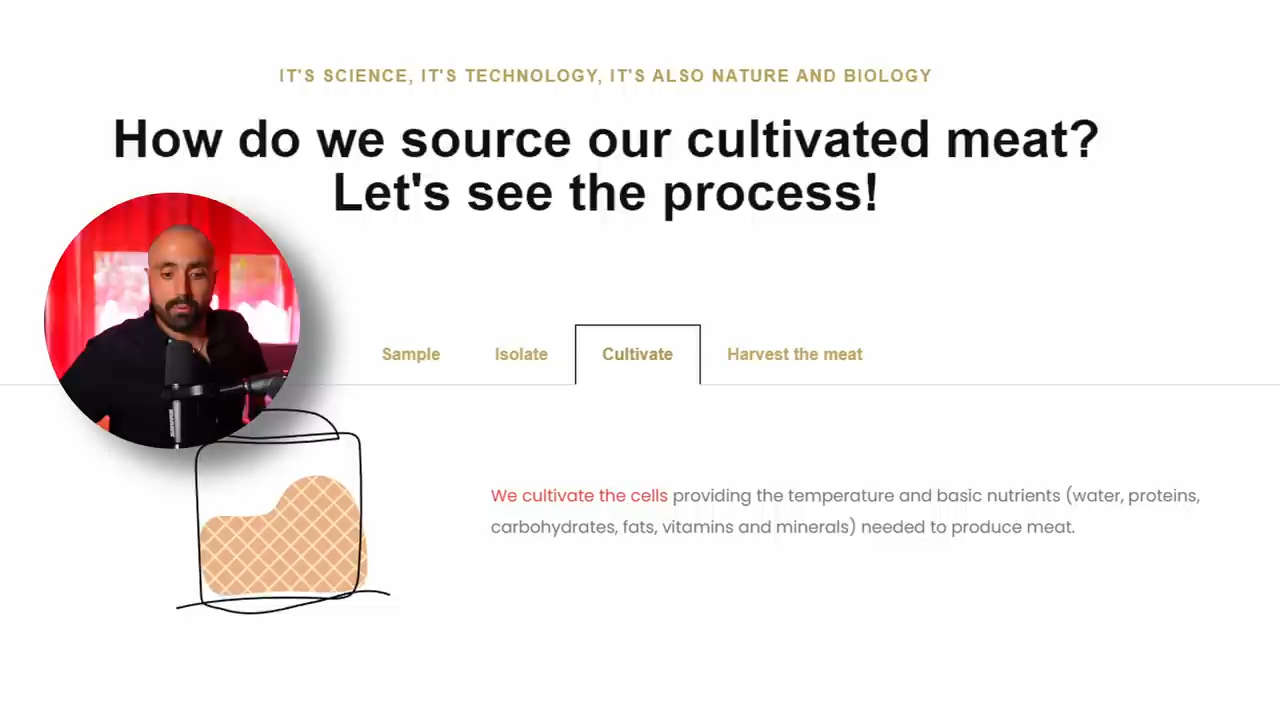 IT'S SCIENCE, IT'S TECHNOLOGY, IT'S ALSO NATURE AND BIOLOGY
How do we source our cultivated meat?
Let's see the process!
Sample
Isolate
Cultivate
Harvest the meat
We cultivate the cells providing the temperature and basic nutrients (water, proteins,
carbohydrates, fats, vitamins and minerals) needed to produce meat.